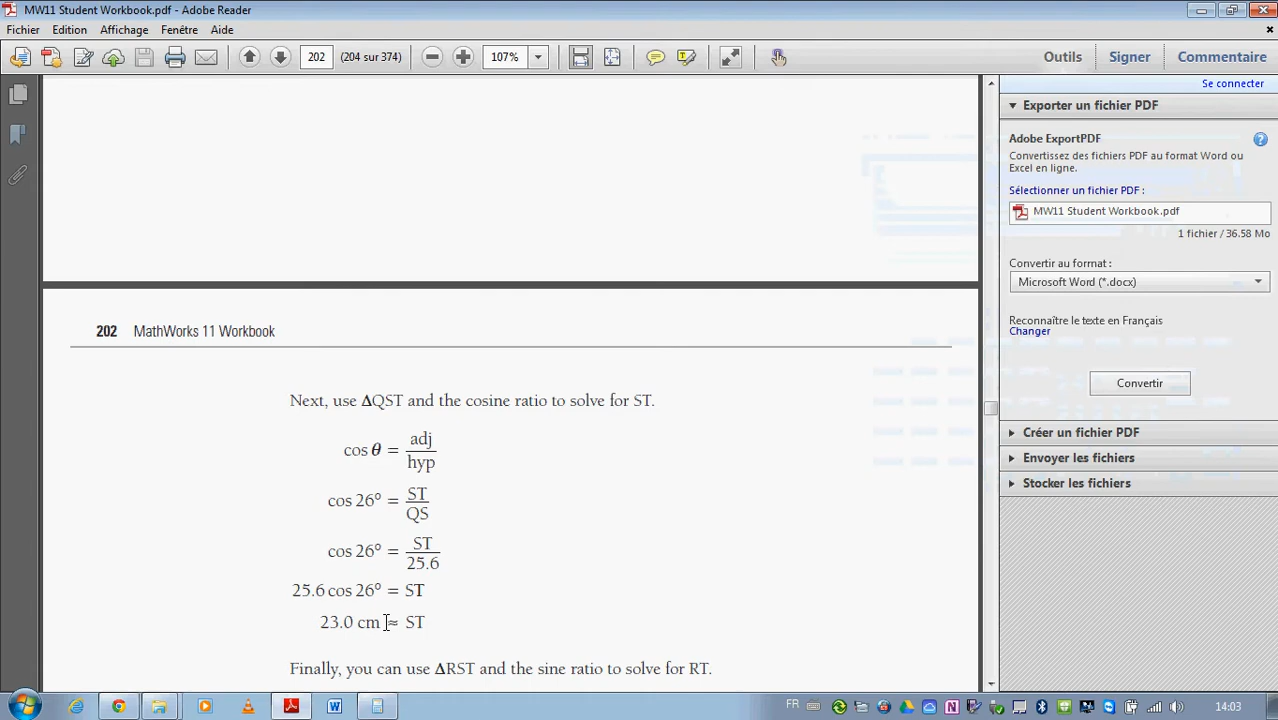 MW11 Student Workbook.pdf - Adobe Reader
Fichier Edition Affichage Fenêtre Aide
202 (204 sur 374) 107% Outils Signer Commentaire
Se connecter
Exporter un fichier PDF
Adobe ExportPDF
Convertissez des fichiers PDF au format Word ou
Excel en ligne.
Sélectionner un fichier PDF :
MW11 Student Workbook.pdf
1 fichier / 36.58 Mo
Convertir au format :
Microsoft Word (*.docx)
Reconnaître le texte en Français
Changer
Convertir
Créer un fichier PDF
Envoyer les fichiers
Stocker les fichiers
202 MathWorks 11 Workbook
Next, use ΔQST and the cosine ratio to solve for ST.
cos θ = adj/hyp
cos 26° = ST/QS
cos 26° = ST/25.6
25.6 cos 26° = ST
23.0 cm ≈ ST
Finally, you can use ΔRST and the sine ratio to solve for RT.
FR 14:03